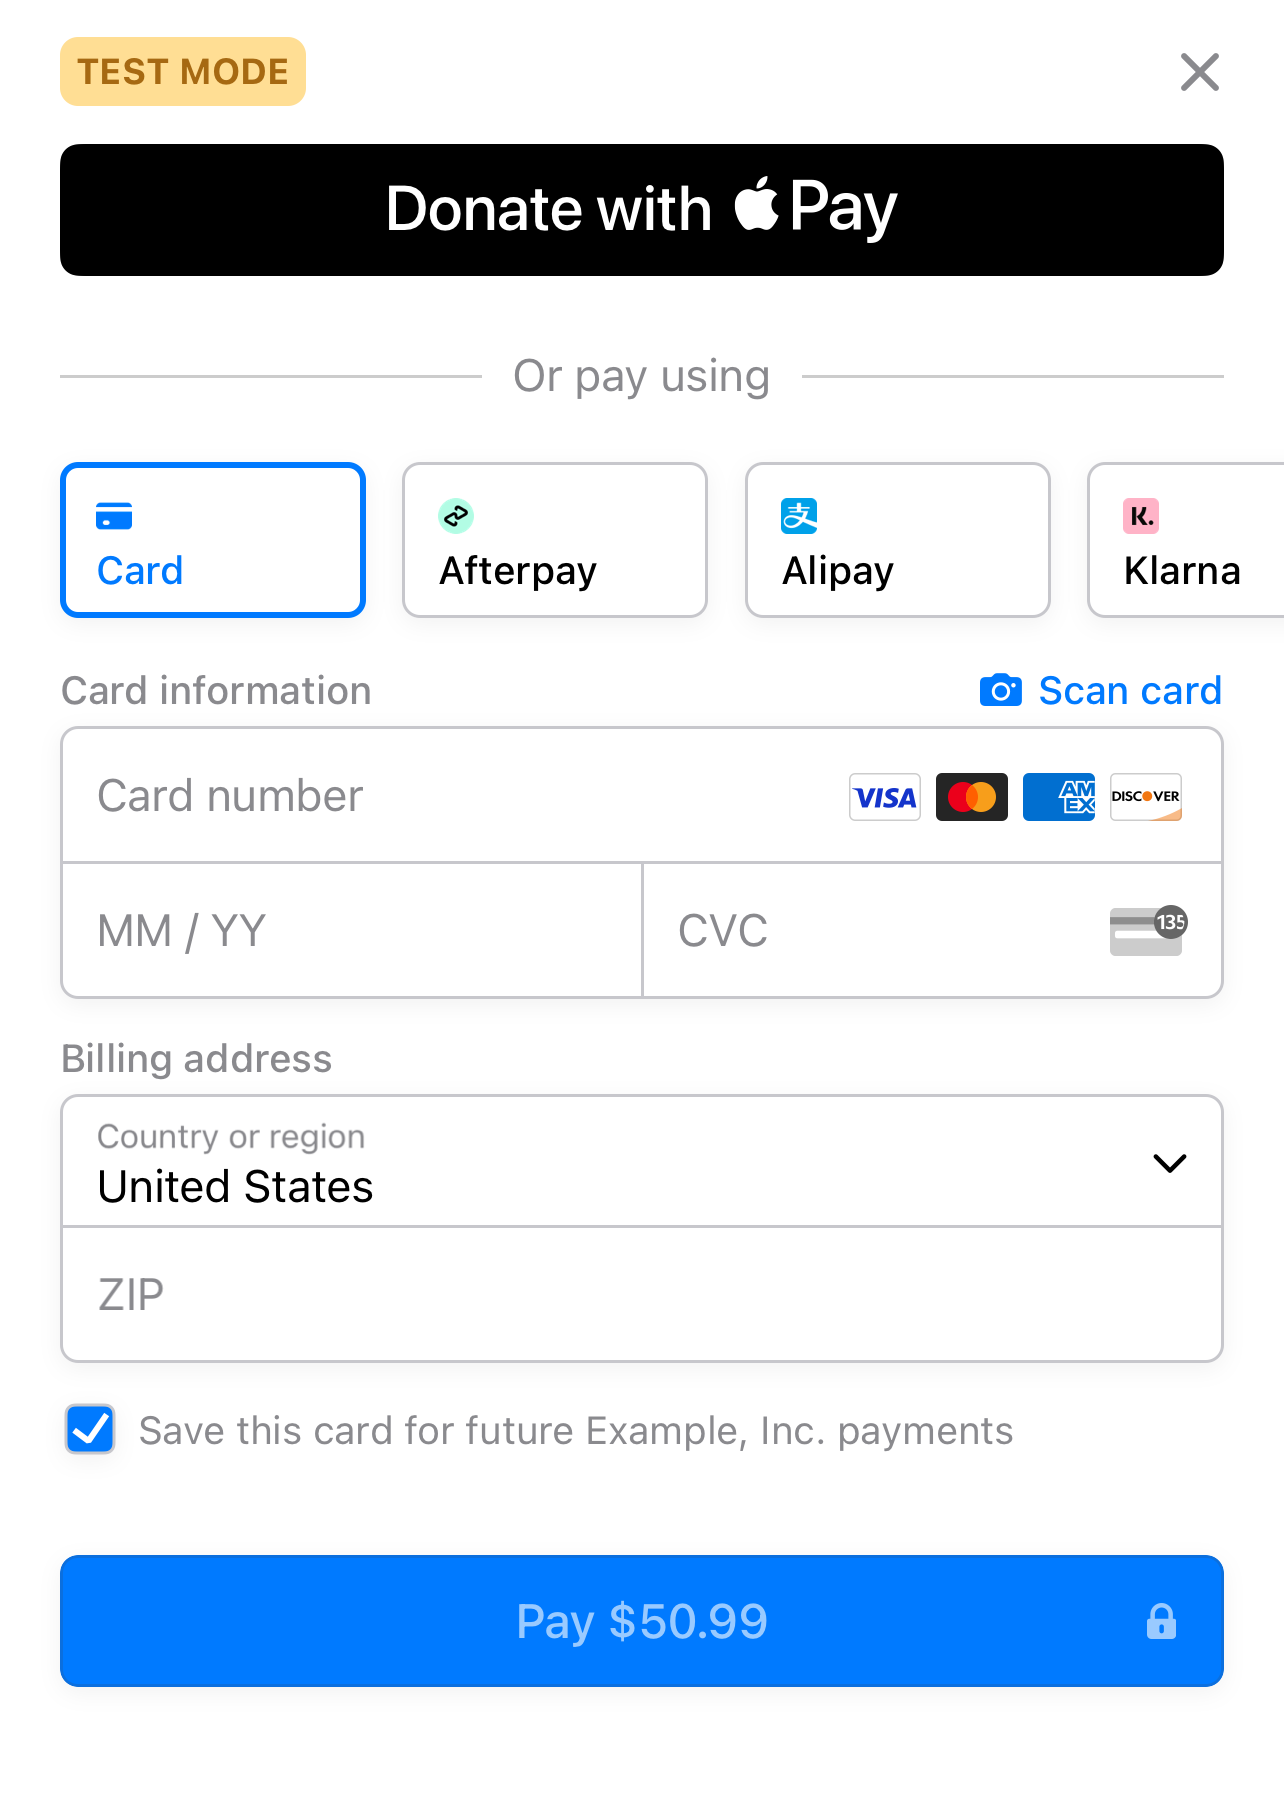 TEST MODE
Donate with Pay
Or pay using
Card
Afterpay
支
Alipay
K.
Klarna
Card information
Scan card
Card number
VISA
AM
EX
DISCOVER
MM / YY
CVC
135
Billing address
Country or region
United States
ZIP
Save this card for future Example, Inc. payments
Pay $50.99